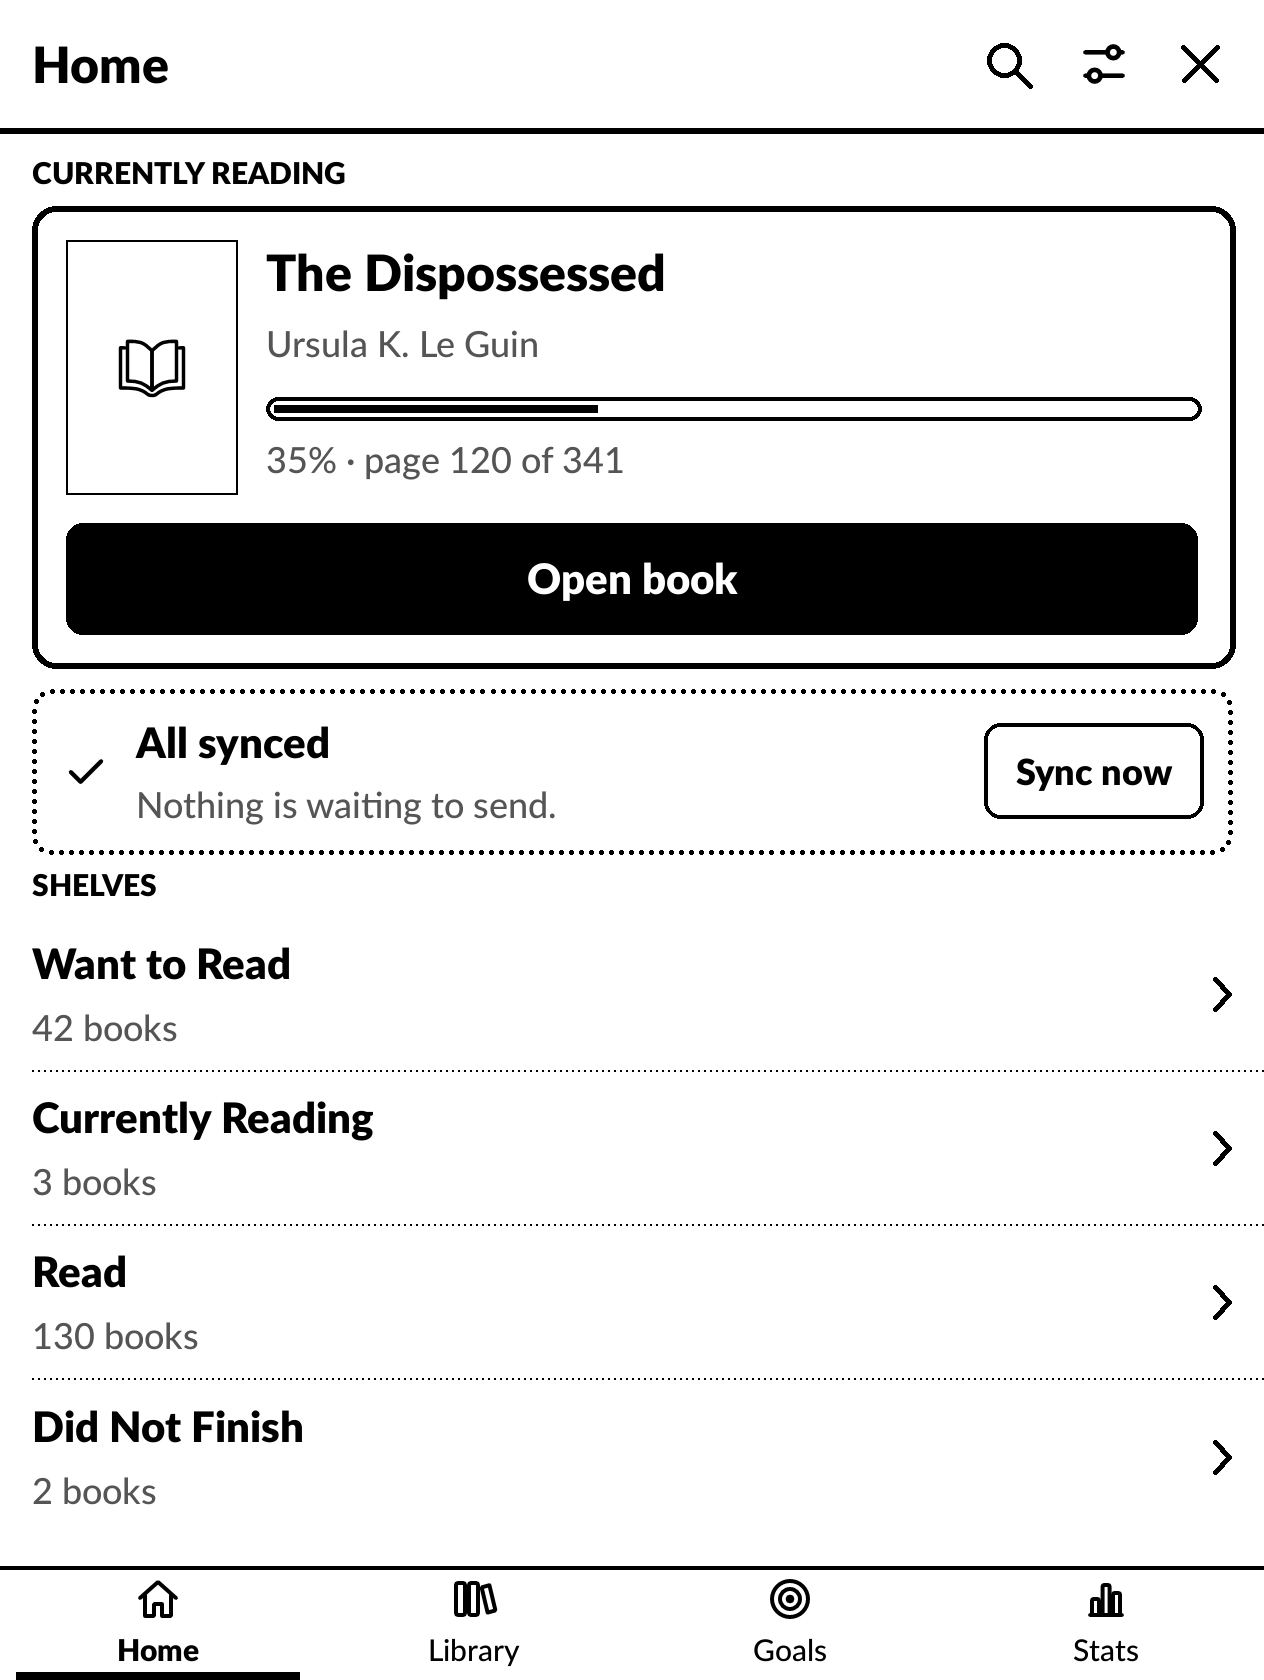 Home
CURRENTLY READING
The Dispossessed
Ursula K. Le Guin
35% · page 120 of 341
Open book
All synced
Nothing is waiting to send.
Sync now
SHELVES
Want to Read
42 books
Currently Reading
3 books
Read
130 books
Did Not Finish
2 books
Home
Library
Goals
Stats